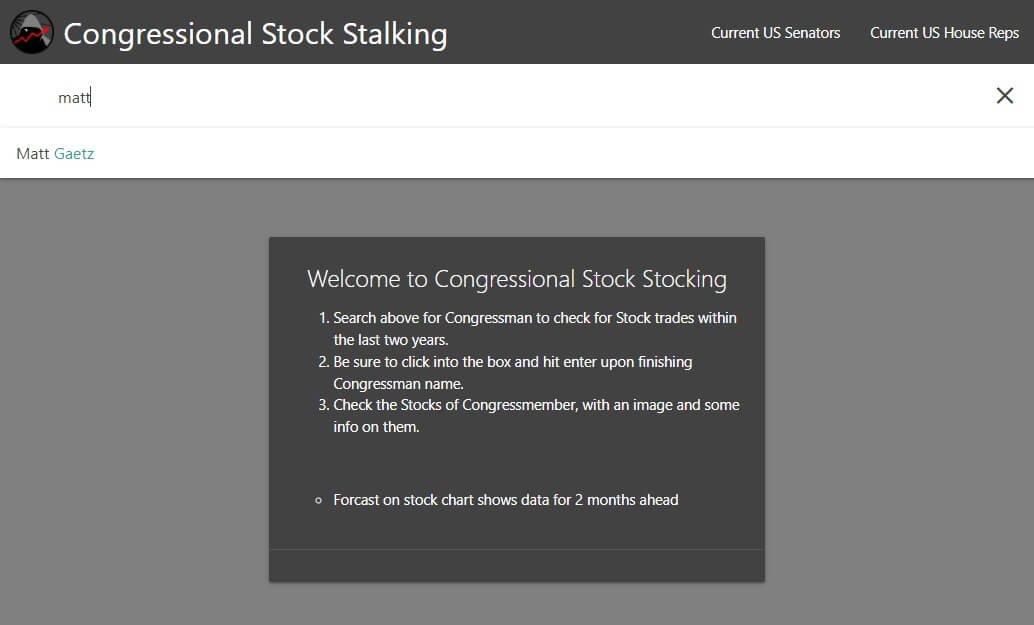 Congressional Stock Stalking
Current US Senators
Current US House Reps
matt
Matt Gaetz
Welcome to Congressional Stock Stocking
1. Search above for Congressman to check for Stock trades within
the last two years.
2. Be sure to click into the box and hit enter upon finishing
Congressman name.
3. Check the Stocks of Congressmember, with an image and some
info on them.
Forcast on stock chart shows data for 2 months ahead